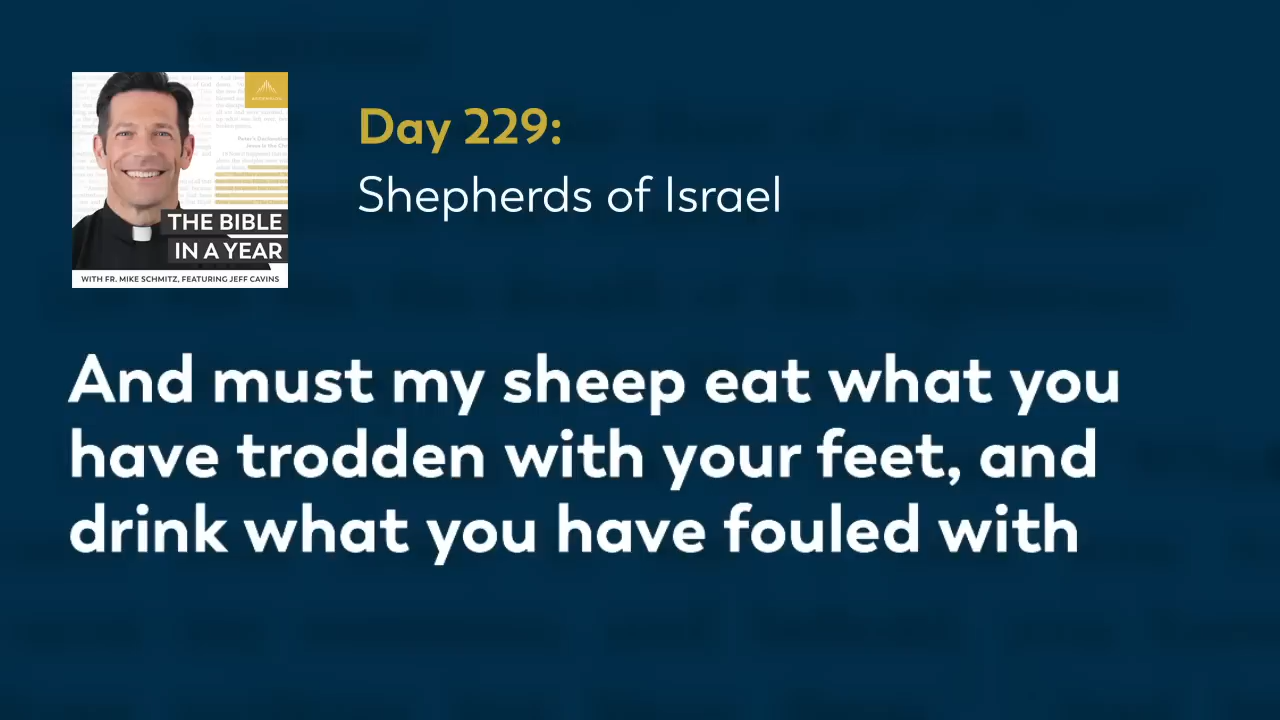 Day 229:
Shepherds of Israel
THE BIBLE
IN A YEAR
WITH FR. MIKE SCHMITZ, FEATURING JEFF CAVINS
And must my sheep eat what you
have trodden with your feet, and
drink what you have fouled with